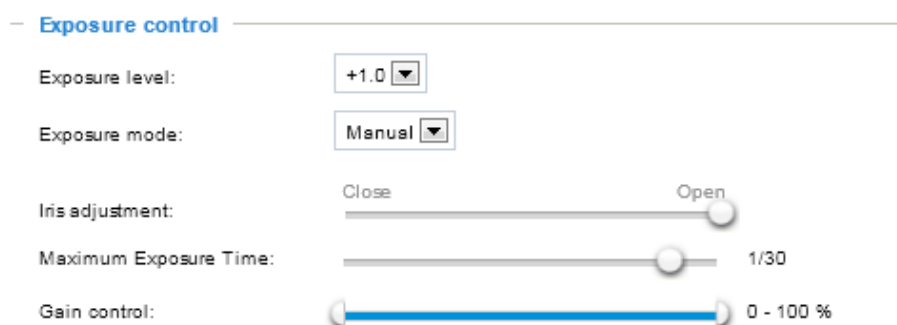 Exposure control
Exposure level: +1.0
Exposure mode: Manual
Close Open
Iris adjustment:
Maximum Exposure Time: 1/30
Gain control: 0 - 100 %